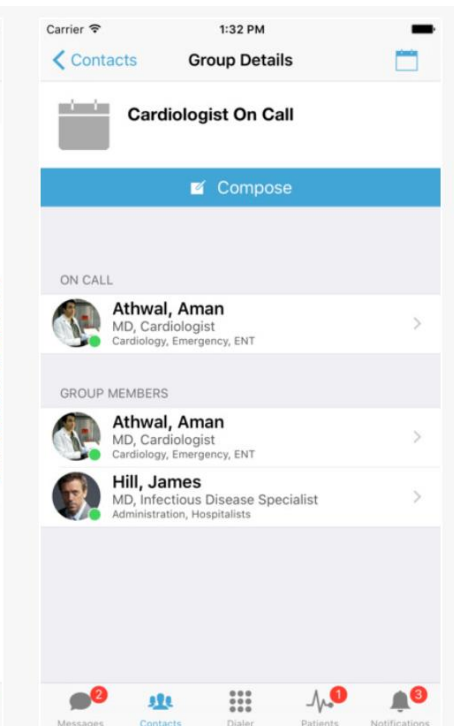 Carrier 1:32 PM
Contacts Group Details
Cardiologist On Call
Compose
ON CALL
Athwal, Aman
MD, Cardiologist
Cardiology, Emergency, ENT
GROUP MEMBERS
Athwal, Aman
MD, Cardiologist
Cardiology, Emergency, ENT
Hill, James
MD, Infectious Disease Specialist
Administration, Hospitalists
2 1 3
Messages Contacts Dialer Patients Notifications